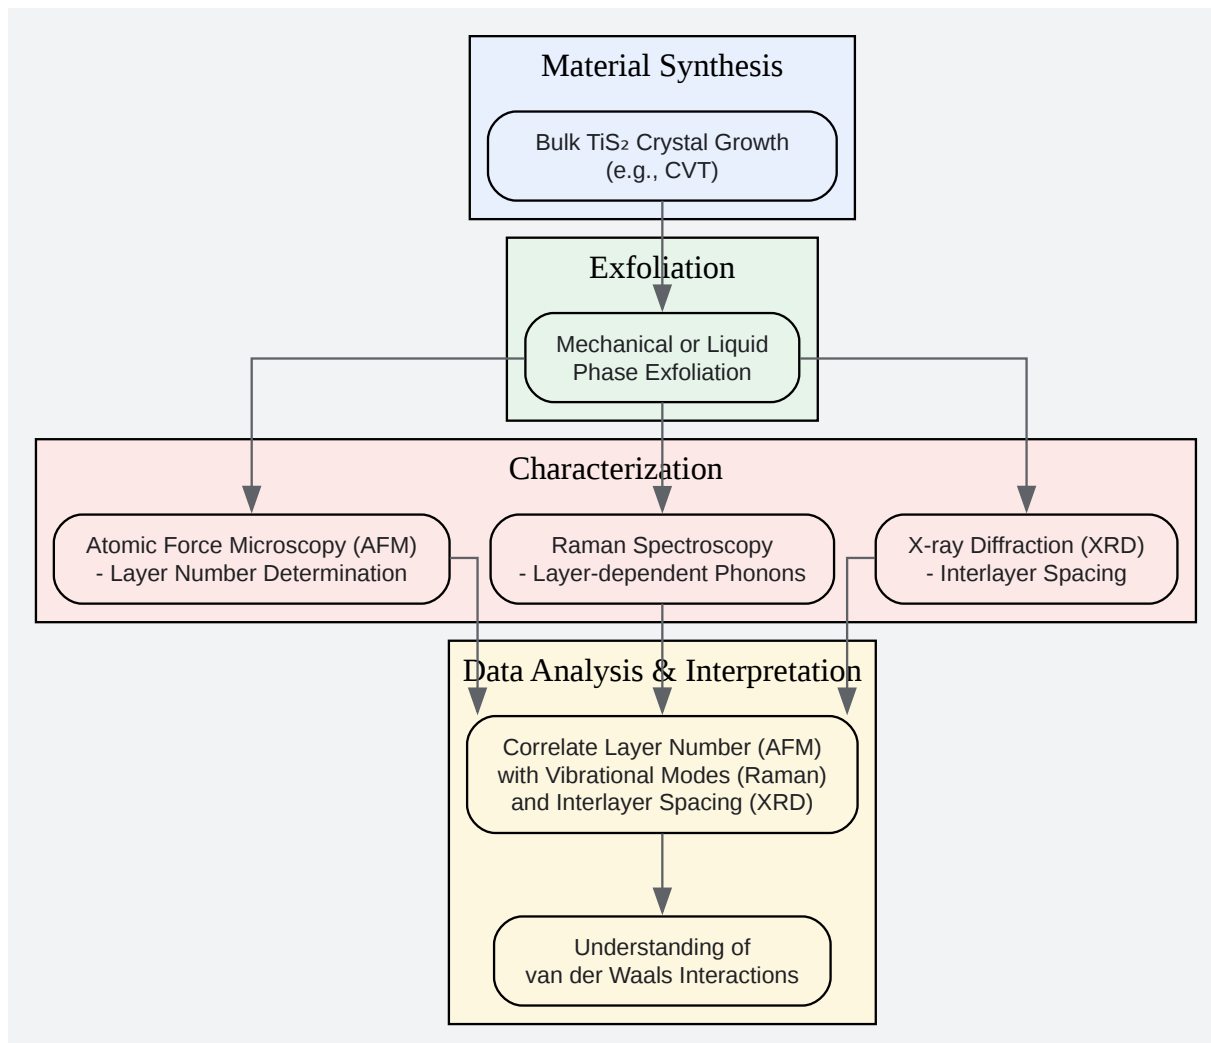 Material Synthesis
Bulk TiS₂ Crystal Growth
(e.g., CVT)
Exfoliation
Mechanical or Liquid
Phase Exfoliation
Characterization
Atomic Force Microscopy (AFM)
- Layer Number Determination
Raman Spectroscopy
- Layer-dependent Phonons
X-ray Diffraction (XRD)
- Interlayer Spacing
Data Analysis & Interpretation
Correlate Layer Number (AFM)
with Vibrational Modes (Raman)
and Interlayer Spacing (XRD)
Understanding of
van der Waals Interactions